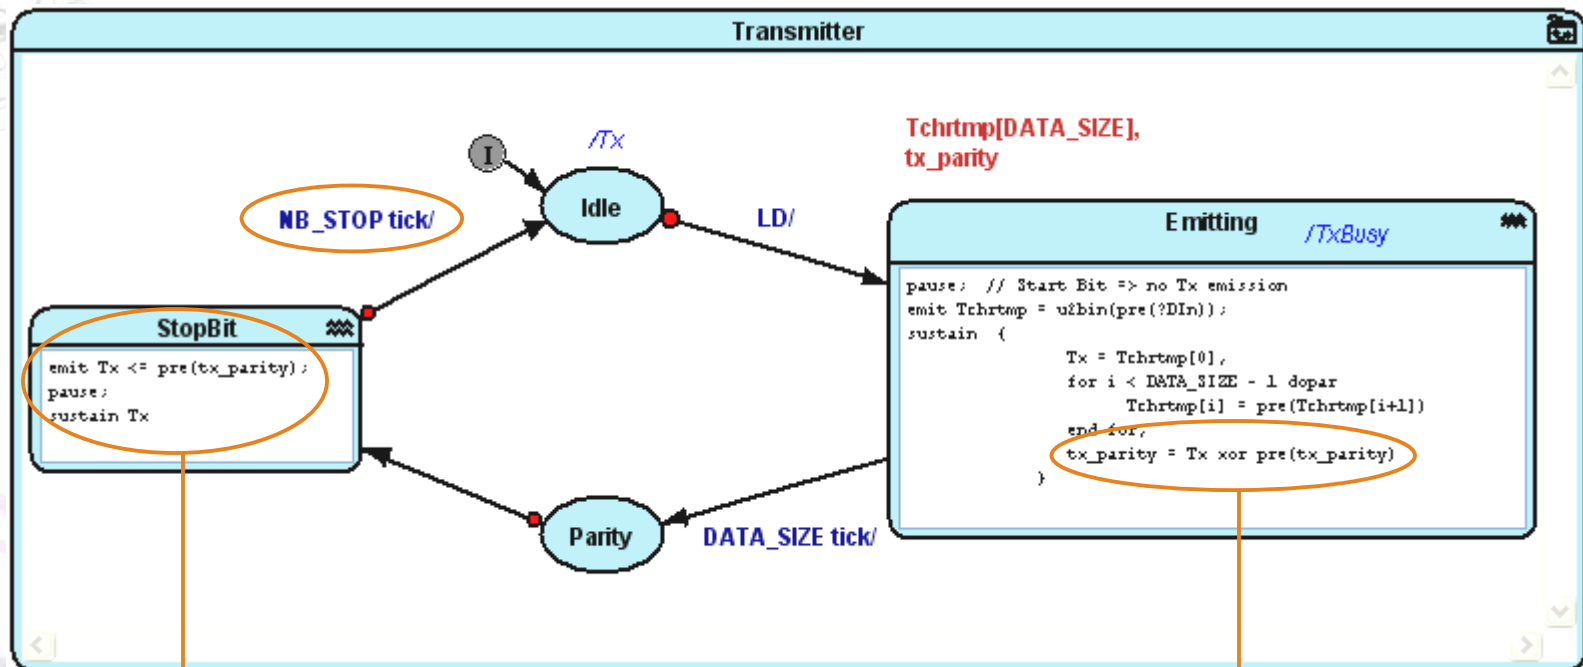 Transmitter
/Tx
Tchrtmp[DATA_SIZE],
tx_parity
I
Idle
NB_STOP tick/
LD/
Emitting
/TxBusy
pause; // Start Bit => no Tx emission
emit Tchrtmp = u2bin(pre(?DIn));
sustain {
Tx = Tchrtmp[0],
for i < DATA_SIZE - 1 dopar
Tchrtmp[i] = pre(Tchrtmp[i+1])
end for,
tx_parity = Tx xor pre(tx_parity)
}
StopBit
emit Tx <= pre(tx_parity);
pause;
sustain Tx
Parity
DATA_SIZE tick/